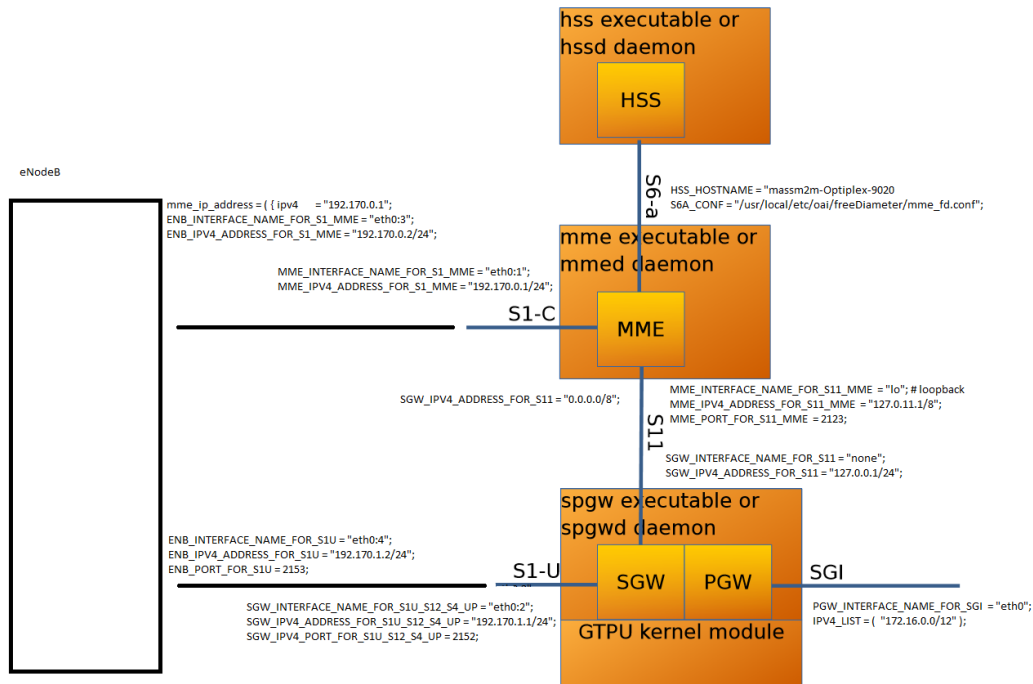 hss executable or
hssd daemon
HSS
eNodeB
S6-a
HSS_HOSTNAME = "massm2m-Optiplex-9020
S6A_CONF = "/usr/local/etc/oai/freeDiameter/mme_fd.conf";
mme_ip_address = ( { ipv4 = "192.170.0.1";
ENB_INTERFACE_NAME_FOR_S1_MME = "eth0:3";
ENB_IPV4_ADDRESS_FOR_S1_MME = "192.170.0.2/24";
mme executable or
mmed daemon
MME_INTERFACE_NAME_FOR_S1_MME = "eth0:1";
MME_IPV4_ADDRESS_FOR_S1_MME = "192.170.0.1/24";
S1-C
MME
SGW_IPV4_ADDRESS_FOR_S11 = "0.0.0.0/8";
MME_INTERFACE_NAME_FOR_S11_MME = "lo"; # loopback
MME_IPV4_ADDRESS_FOR_S11_MME = "127.0.11.1/8";
MME_PORT_FOR_S11_MME = 2123;
S11
SGW_INTERFACE_NAME_FOR_S11 = "none";
SGW_IPV4_ADDRESS_FOR_S11 = "127.0.0.1/24";
spgw executable or
spgwd daemon
ENB_INTERFACE_NAME_FOR_S1U = "eth0:4";
ENB_IPV4_ADDRESS_FOR_S1U = "192.170.1.2/24";
ENB_PORT_FOR_S1U = 2153;
S1-U
SGW
PGW
SGI
SGW_INTERFACE_NAME_FOR_S1U_S12_S4_UP = "eth0:2";
SGW_IPV4_ADDRESS_FOR_S1U_S12_S4_UP = "192.170.1.1/24";
SGW_IPV4_PORT_FOR_S1U_S12_S4_UP = 2152;
PGW_INTERFACE_NAME_FOR_SGI = "eth0";
IPV4_LIST = ( "172.16.0.0/12" );
GTPU kernel module